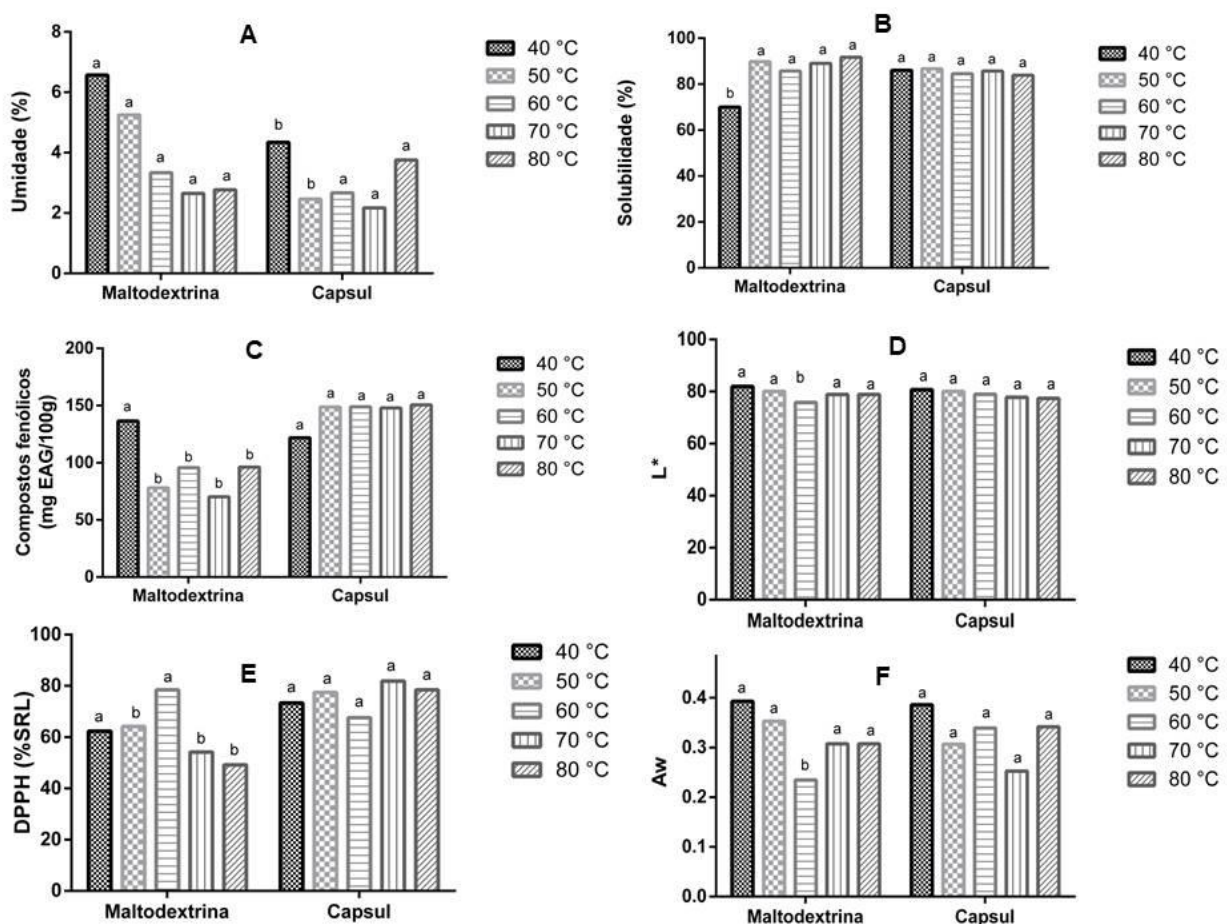 A
Umidade (%)
8
6
4
2
0
a
a
a
a
a
b
b
a
a
a
Maltodextrina
Capsul
40 °C
50 °C
60 °C
70 °C
80 °C
B
Solubilidade (%)
100
80
60
40
20
0
b
a
a
a
a
a
a
a
a
a
Maltodextrina
Capsul
40 °C
50 °C
60 °C
70 °C
80 °C
C
Compostos fenólicos
(mg EAG/100g)
200
150
100
50
0
a
b
b
b
b
a
a
a
a
a
Maltodextrina
Capsul
40 °C
50 °C
60 °C
70 °C
80 °C
D
L*
100
80
60
40
20
0
a
a
b
a
a
a
a
a
a
a
Maltodextrina
Capsul
40 °C
50 °C
60 °C
70 °C
80 °C
E
DPPH (%SRL)
100
80
60
40
20
0
a
b
a
b
b
a
a
a
a
a
Maltodextrina
Capsul
40 °C
50 °C
60 °C
70 °C
80 °C
F
Aw
0.4
0.3
0.2
0.1
0.0
a
a
b
a
a
a
a
a
a
a
Maltodextrina
Capsul
40 °C
50 °C
60 °C
70 °C
80 °C